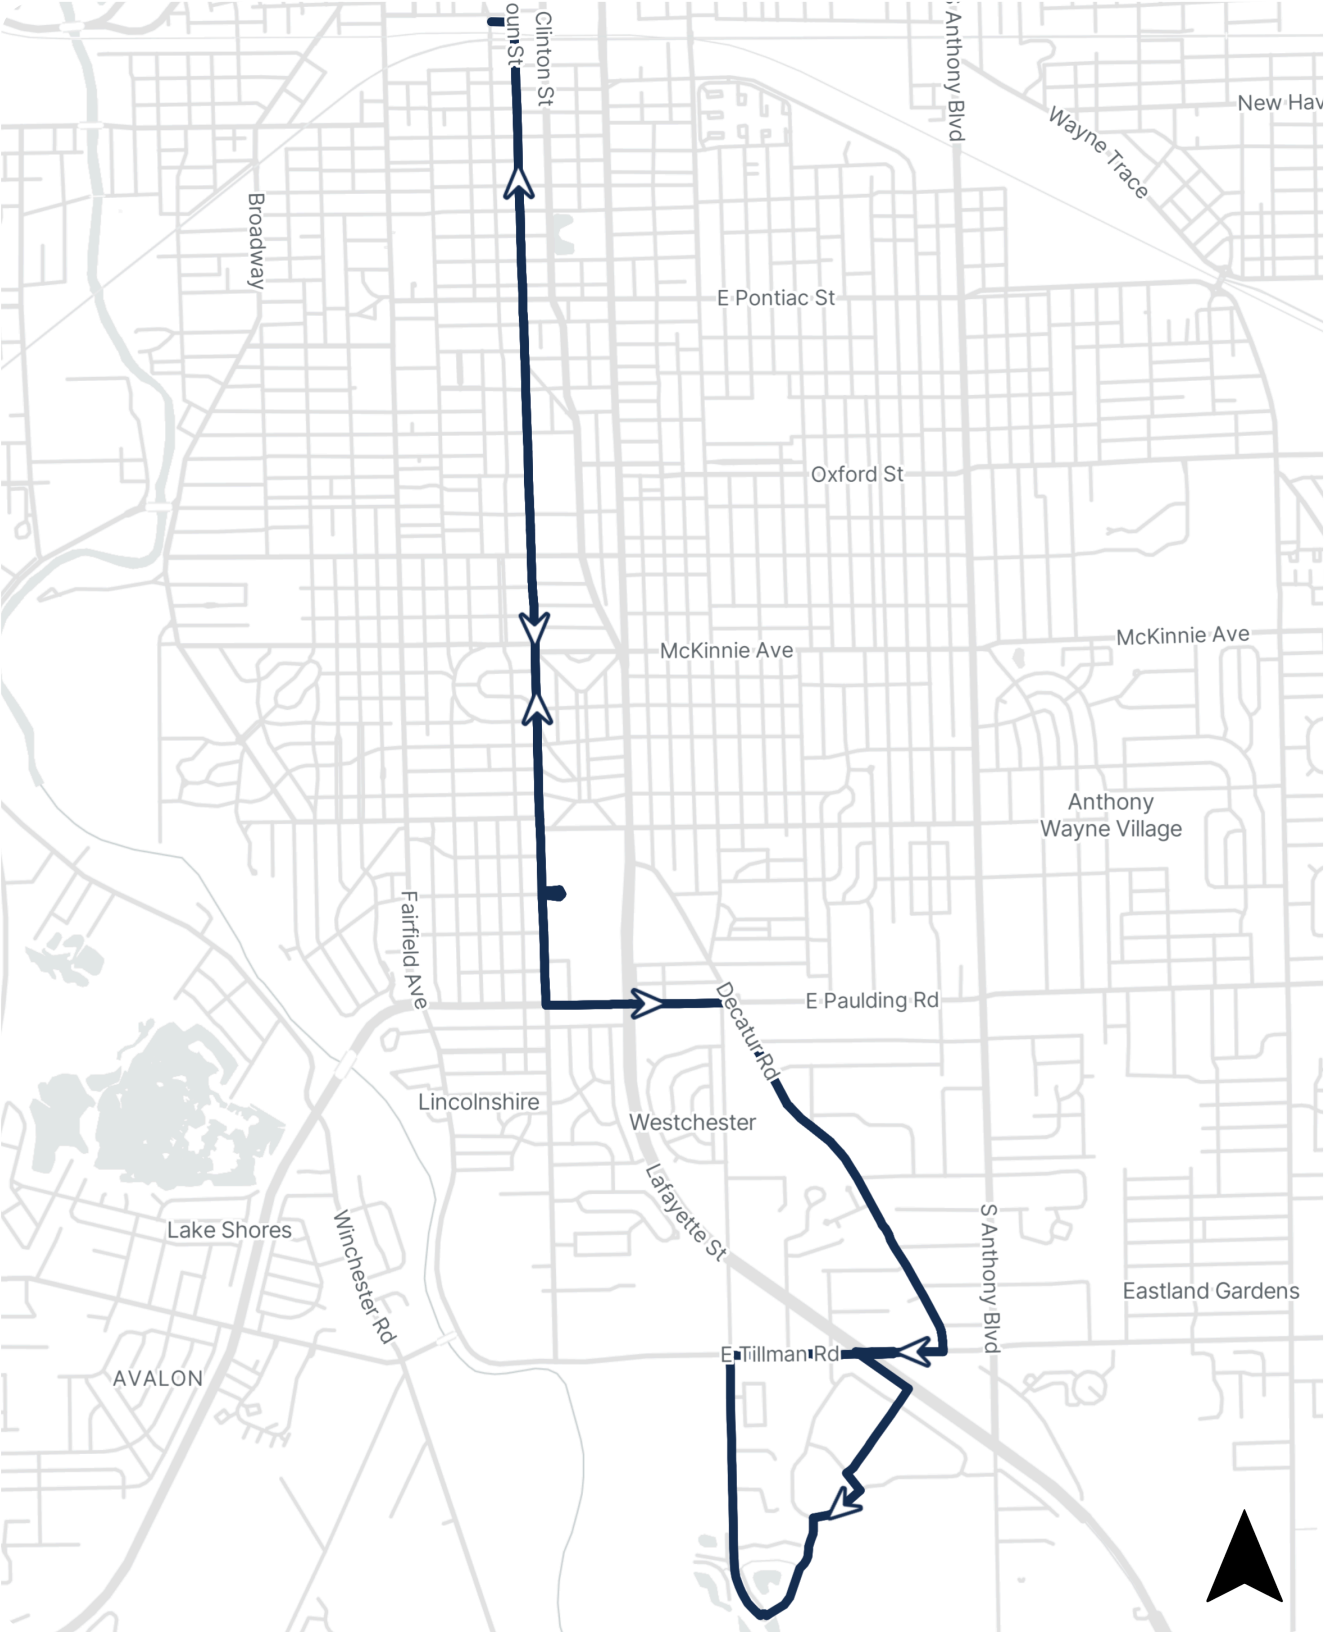 Clinton St
S Anthony Blvd
New Hav
Wayne Trace
Broadway
E Pontiac St
Oxford St
McKinnie Ave
McKinnie Ave
Anthony
Wayne Village
Fairfield Ave
Decatur Rd
E Paulding Rd
Lincolnshire
Westchester
Lafayette St
Lake Shores
Winchester Rd
S Anthony Blvd
Eastland Gardens
E Tillman Rd
AVALON